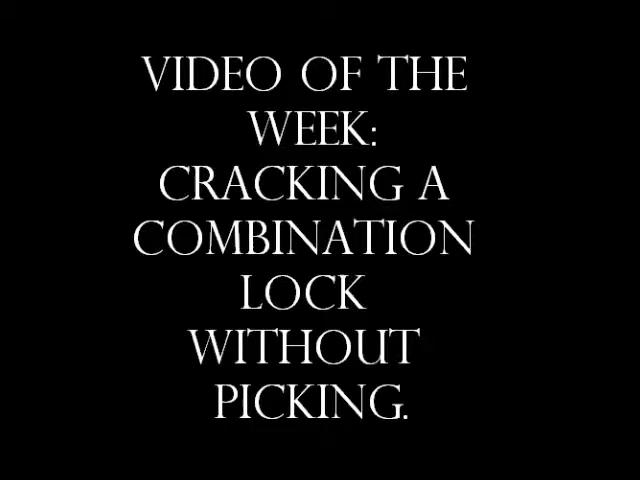 VIDEO OF THE
WEEK:
CRACKING A
COMBINATION
LOCK
WITHOUT
PICKING.